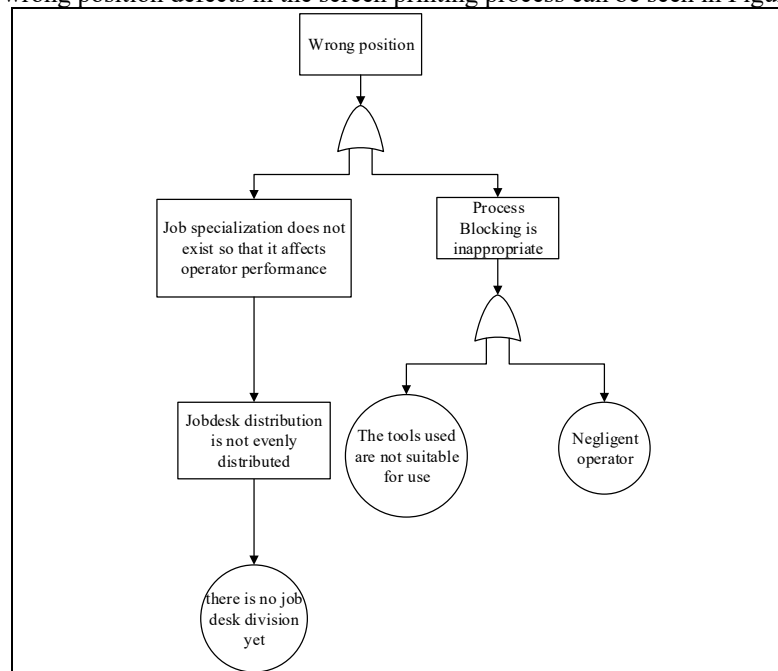 wrong position defects in the screen printing process can be seen in Figur
Wrong position
Job specialization does not
exist so that it affects
operator performance
Process
Blocking is
inappropriate
Jobdesk distribution
is not evenly
distributed
The tools used
are not suitable
for use
Negligent
operator
there is no job
desk division
yet